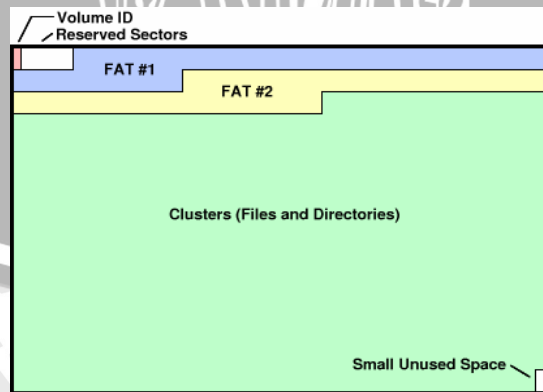 Volume ID
Reserved Sectors
FAT #1
FAT #2
Clusters (Files and Directories)
Small Unused Space